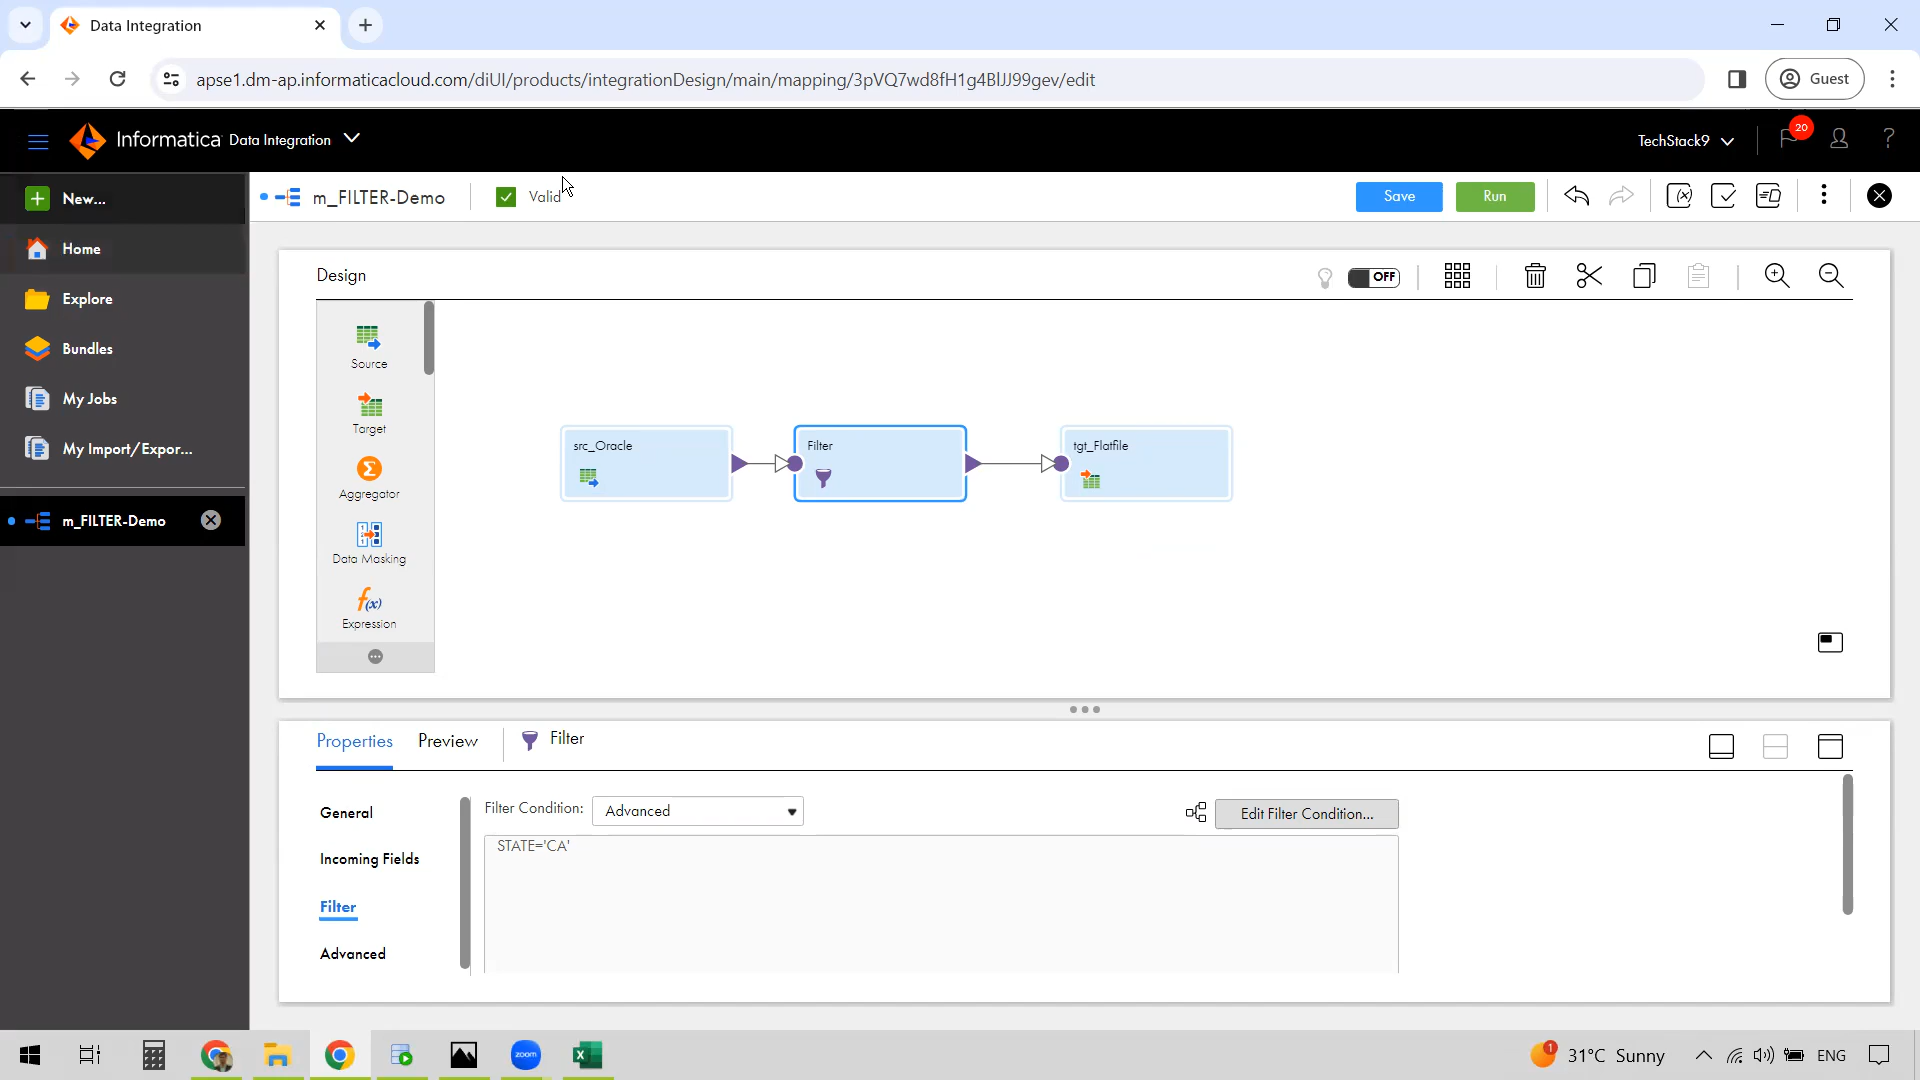 Data Integration
apse1.dm-ap.informaticacloud.com/diUI/products/integrationDesign/main/mapping/3pVQ7wd8fH1g4BlJJ99gev/edit
Guest
Informatica Data Integration
TechStack9
20
?
New...
m_FILTER-Demo
Valid
Save
Run
Home
Explore
Bundles
My Jobs
My Import/Expor...
m_FILTER-Demo
Design
OFF
Source
Target
Aggregator
Data Masking
f(x)
Expression
src_Oracle
Filter
tgt_Flatfile
Properties
Preview
Filter
General
Incoming Fields
Filter
Advanced
Filter Condition:
Advanced
Edit Filter Condition...
STATE='CA'
zoom
1
31°C Sunny
ENG